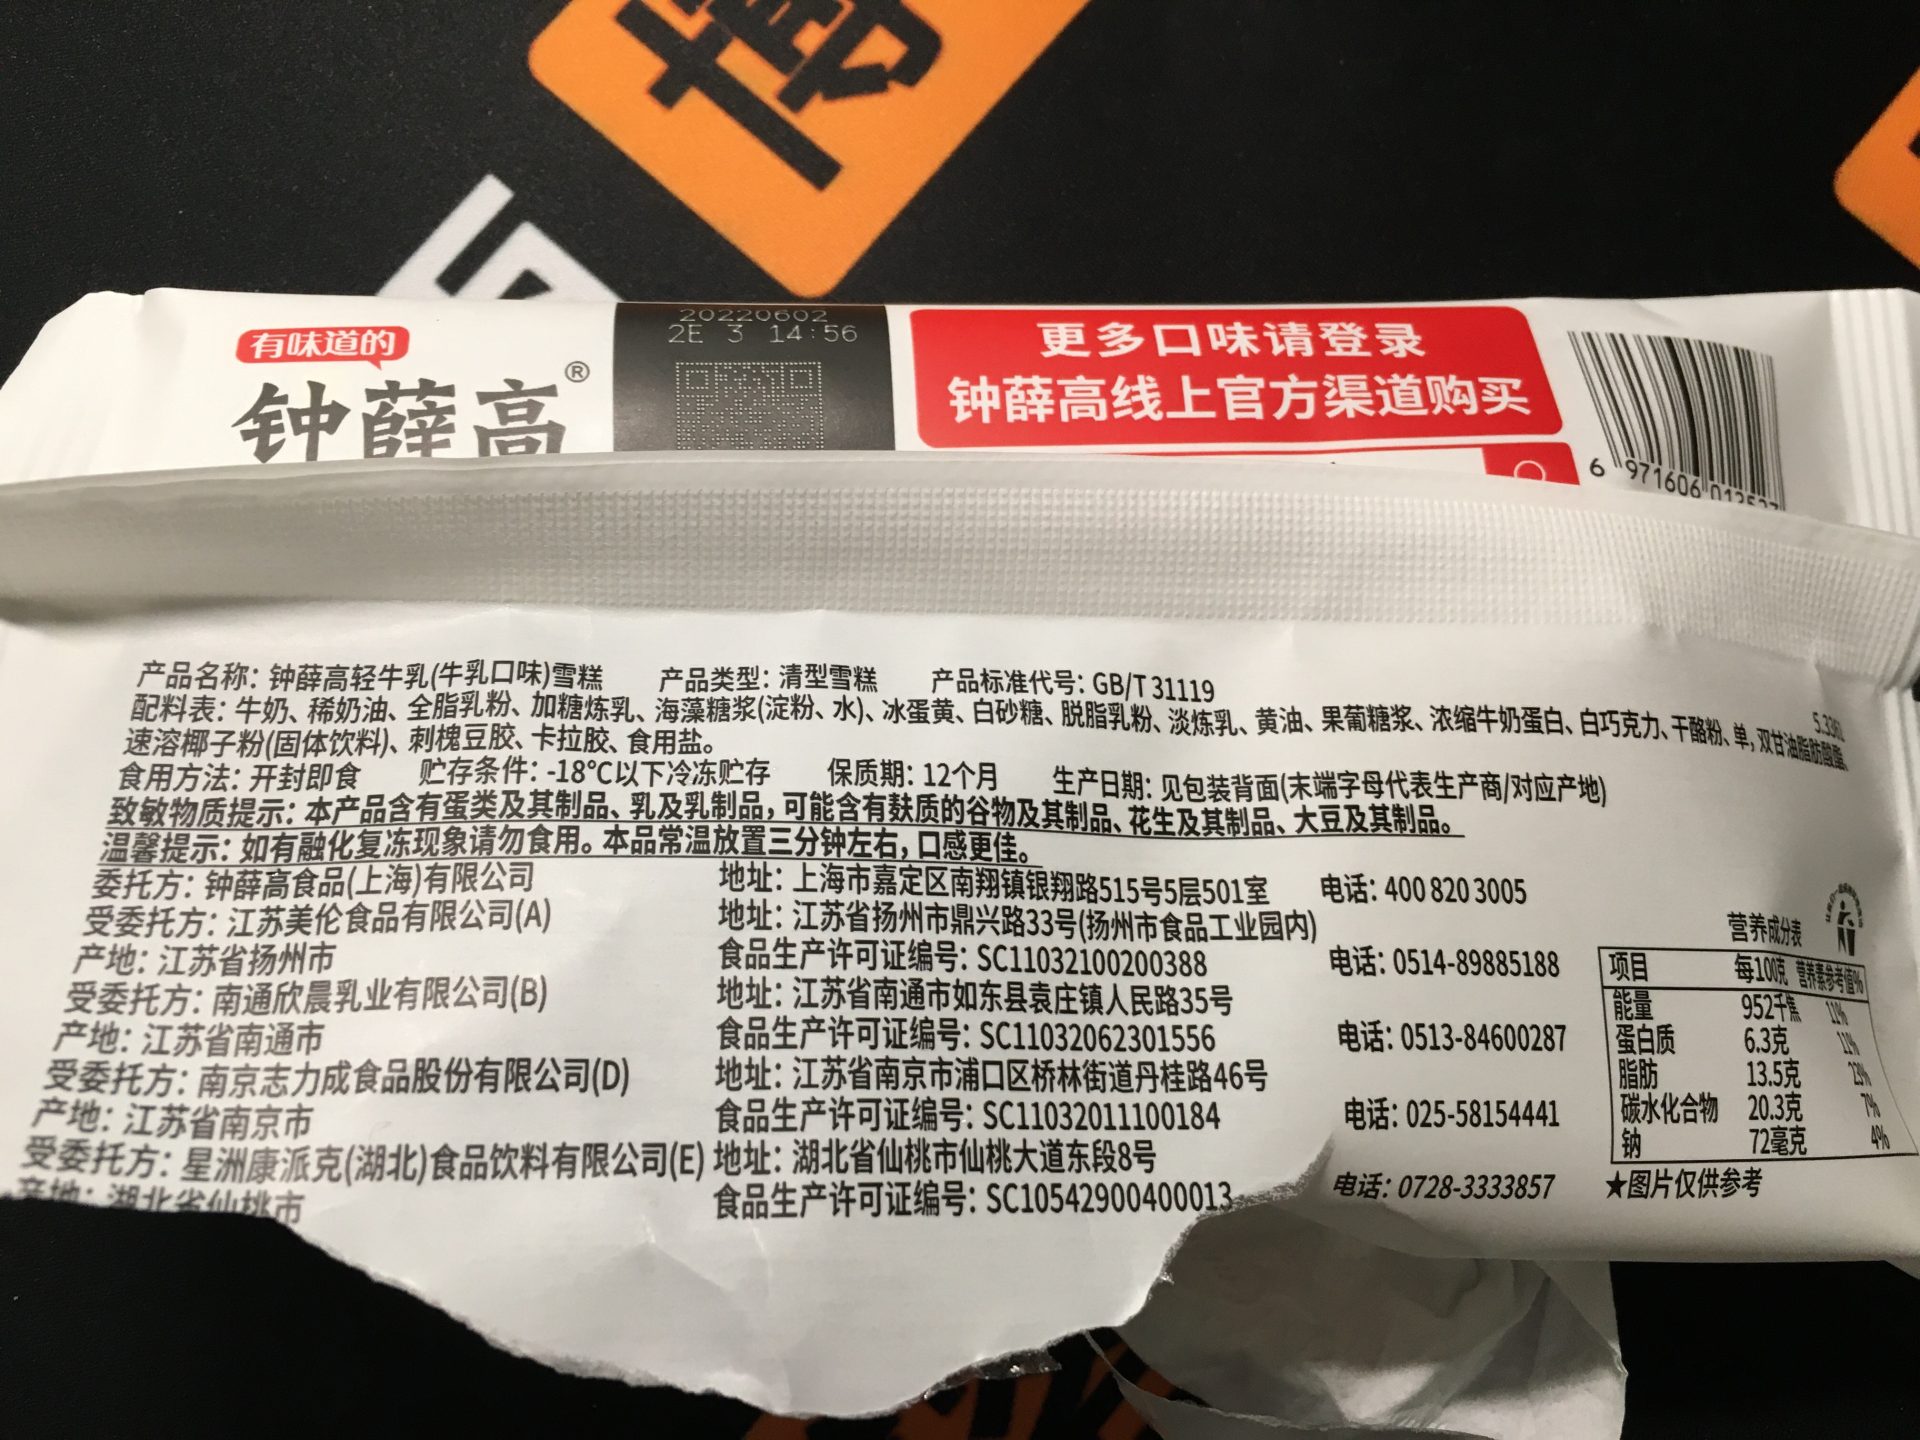 有味道的
钟薛高®
20220602
2E 3 14:56
更多口味请登录
钟薛高线上官方渠道购买
6 971606 012527
产品名称: 钟薛高轻牛乳(牛乳口味)雪糕 产品类型: 清型雪糕 产品标准代号: GB/T 31119
配料表: 牛奶、稀奶油、全脂乳粉、加糖炼乳、海藻糖浆(淀粉、水)、冰蛋黄、白砂糖、脱脂乳粉、淡炼乳、黄油、果葡糖浆、浓缩牛奶蛋白、白巧克力、干酪粉、单,双甘油脂肪酸酯、
速溶椰子粉(固体饮料)、刺槐豆胶、卡拉胶、食用盐。
食用方法: 开封即食 贮存条件: -18℃以下冷冻贮存 保质期: 12个月 生产日期: 见包装背面(末端字母代表生产商/对应产地)
致敏物质提示: 本产品含有蛋类及其制品、乳及乳制品,可能含有麸质的谷物及其制品、花生及其制品、大豆及其制品。
温馨提示: 如有融化复冻现象请勿食用。本品常温放置三分钟左右,口感更佳。
委托方: 钟薛高食品(上海)有限公司 地址: 上海市嘉定区南翔镇银翔路515号5层501室 电话: 400 820 3005
受委托方: 江苏美伦食品有限公司(A) 地址: 江苏省扬州市鼎兴路33号(扬州市食品工业园内)
产地: 江苏省扬州市 食品生产许可证编号: SC11032100200388 电话: 0514-89885188
受委托方: 南通欣晨乳业有限公司(B) 地址: 江苏省南通市如东县袁庄镇人民路35号
产地: 江苏省南通市 食品生产许可证编号: SC11032062301556 电话: 0513-84600287
受委托方: 南京志力成食品股份有限公司(D) 地址: 江苏省南京市浦口区桥林街道丹桂路46号
产地: 江苏省南京市 食品生产许可证编号: SC11032011100184 电话: 025-58154441
受委托方: 星洲康派克(湖北)食品饮料有限公司(E) 地址: 湖北省仙桃市仙桃大道东段8号
产地: 湖北省仙桃市 食品生产许可证编号: SC10542900400013 电话: 0728-3333857
营养成分表
项目 每100克 营养素参考值%
能量 952千焦 11%
蛋白质 6.3克 11%
脂肪 13.5克 23%
碳水化合物 20.3克 7%
钠 72毫克 4%
★图片仅供参考